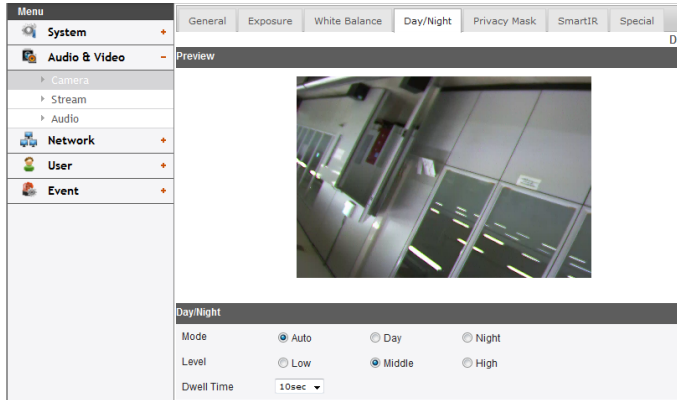 Menu
System
Audio & Video
Camera
Stream
Audio
Network
User
Event
General Exposure White Balance Day/Night Privacy Mask SmartIR Special
D
Preview
Day/Night
Mode Auto Day Night
Level Low Middle High
Dwell Time 10sec